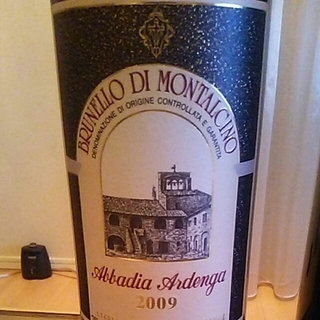 BRUNELLO DI MONTALCINO
DENOMINAZIONE DI ORIGINE CONTROLLATA E GARANTITA
Abbadia Ardenga
2009